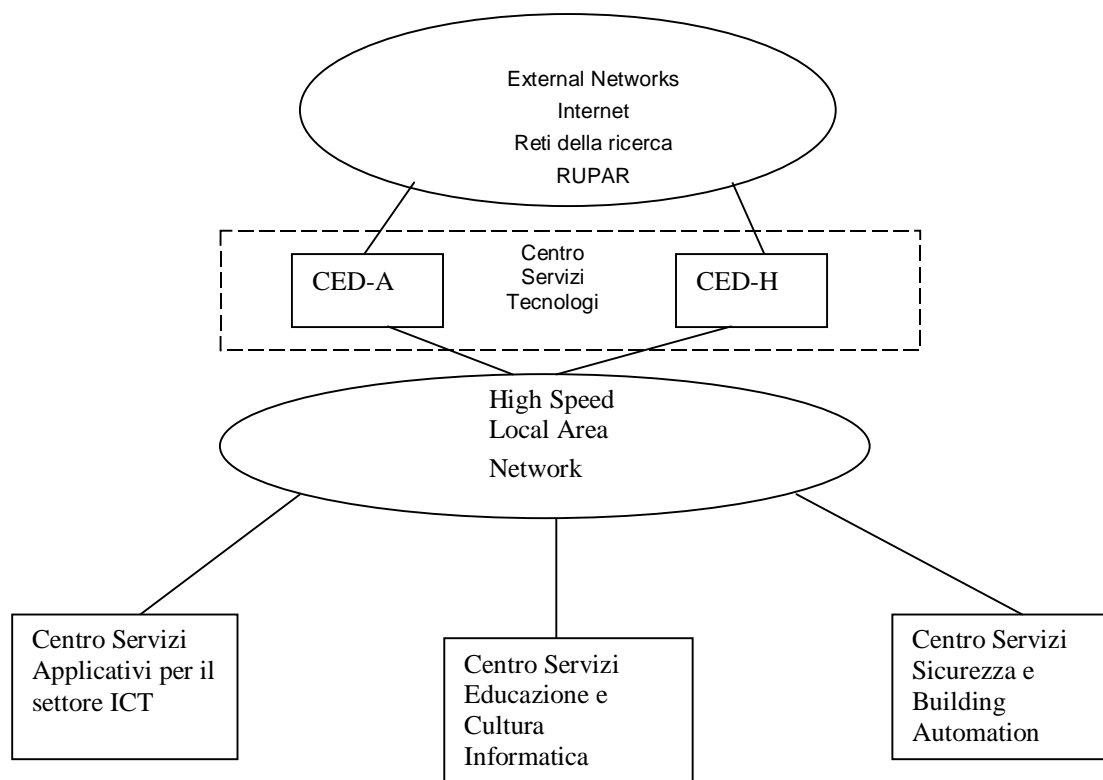 External Networks
Internet
Reti della ricerca
RUPAR
CED-A
Centro
Servizi
Tecnologi
CED-H
High Speed
Local Area
Network
Centro Servizi
Applicativi per il
settore ICT
Centro Servizi
Educazione e
Cultura
Informatica
Centro Servizi
Sicurezza e
Building
Automation